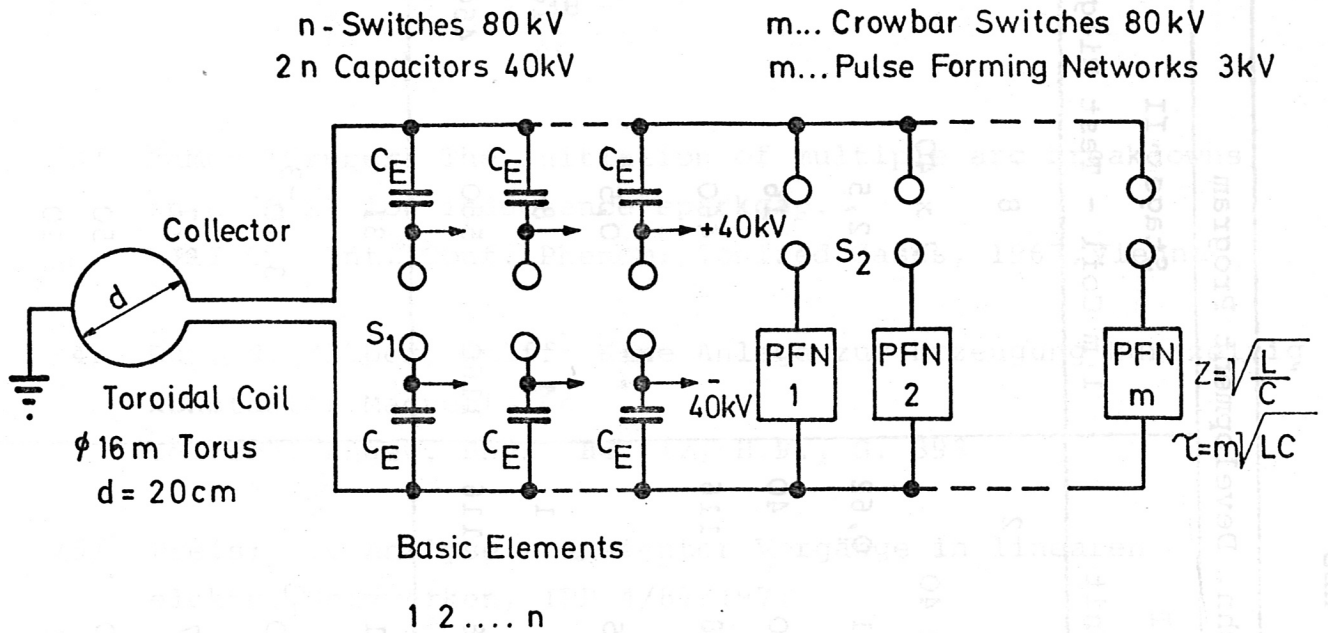 n - Switches 80 kV
2 n Capacitors 40kV
m... Crowbar Switches 80 kV
m... Pulse Forming Networks 3kV
C_E C_E C_E
+40kV
Collector
d
S_1
S_2
-
40kV
PFN
1
PFN
2
PFN
m
Z=√L/C
τ=m√LC
Toroidal Coil
ϕ 16 m Torus
d = 20cm
C_E C_E C_E
Basic Elements
1 2 .... n